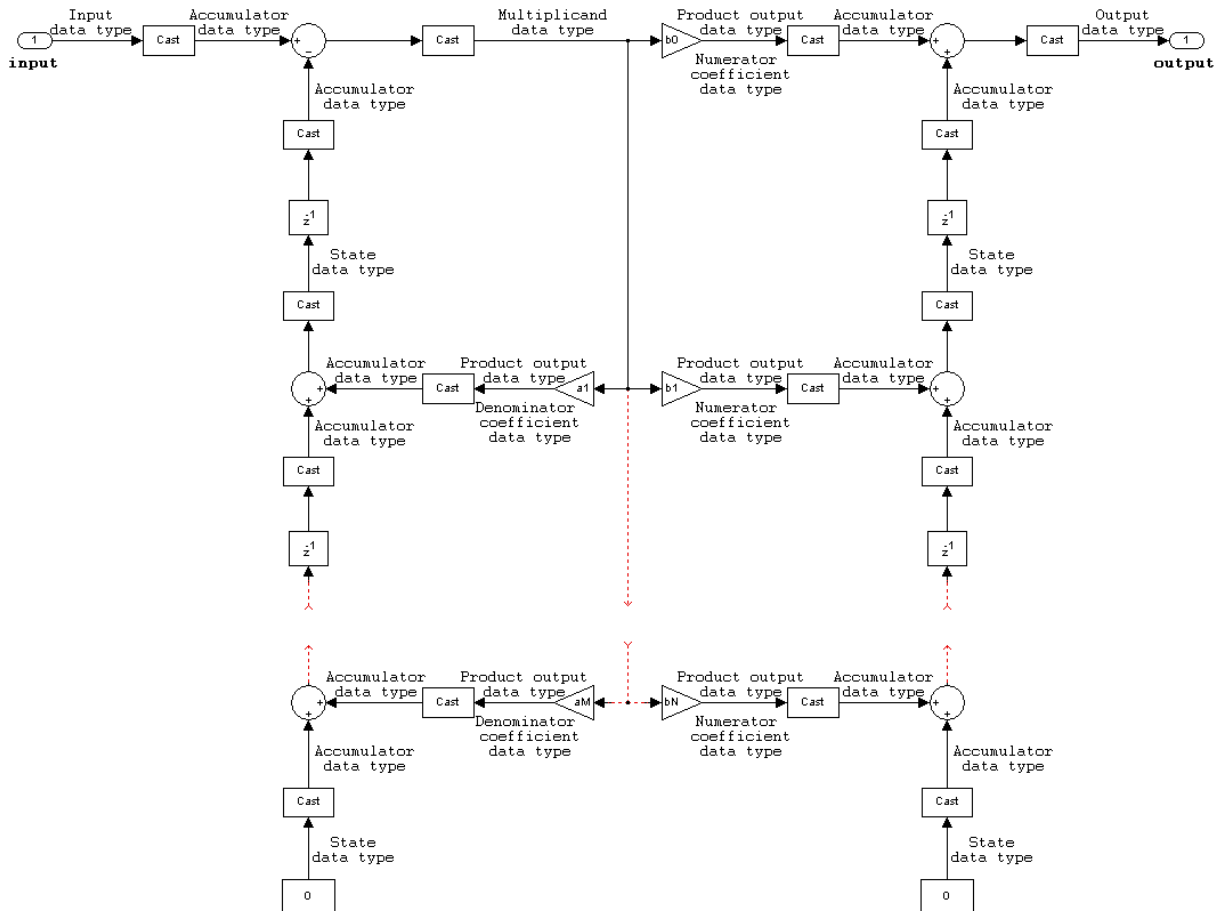 Input
data type
Accumulator
data type
Multiplicand
data type
Product output
data type
Accumulator
data type
Output
data type
1
Cast
+
−
Cast
b0
Cast
+
+
Cast
1
input
output
Numerator
coefficient
data type
Accumulator
data type
Accumulator
data type
Cast
Cast
z-1
z-1
State
data type
State
data type
Cast
Cast
Accumulator
data type
Product output
data type
Product output
data type
Accumulator
data type
+
+
Cast
a1
b1
Cast
+
+
Denominator
coefficient
data type
Numerator
coefficient
data type
Accumulator
data type
Accumulator
data type
Cast
Cast
z-1
z-1
Accumulator
data type
Product output
data type
Product output
data type
Accumulator
data type
+
+
Cast
aM
bN
Cast
+
+
Denominator
coefficient
data type
Numerator
coefficient
data type
Accumulator
data type
Accumulator
data type
Cast
Cast
State
data type
State
data type
0
0